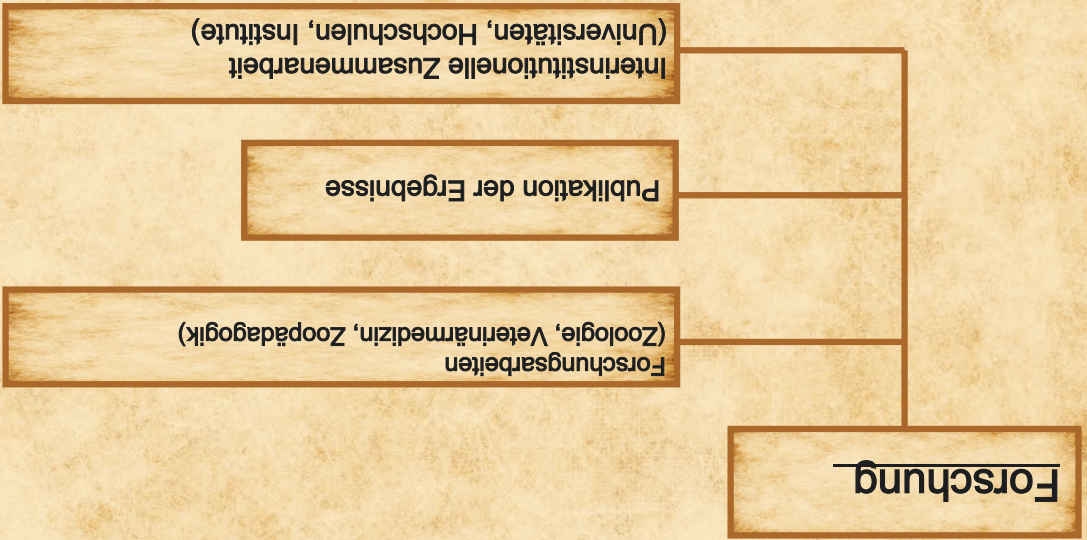 Forschung
Forschungsarbeiten
(Zoologie, Veterinärmedizin, Zoopädagogik)
Publikation der Ergebnisse
Interinstitutionelle Zusammenarbeit
(Universitäten, Hochschulen, Institute)